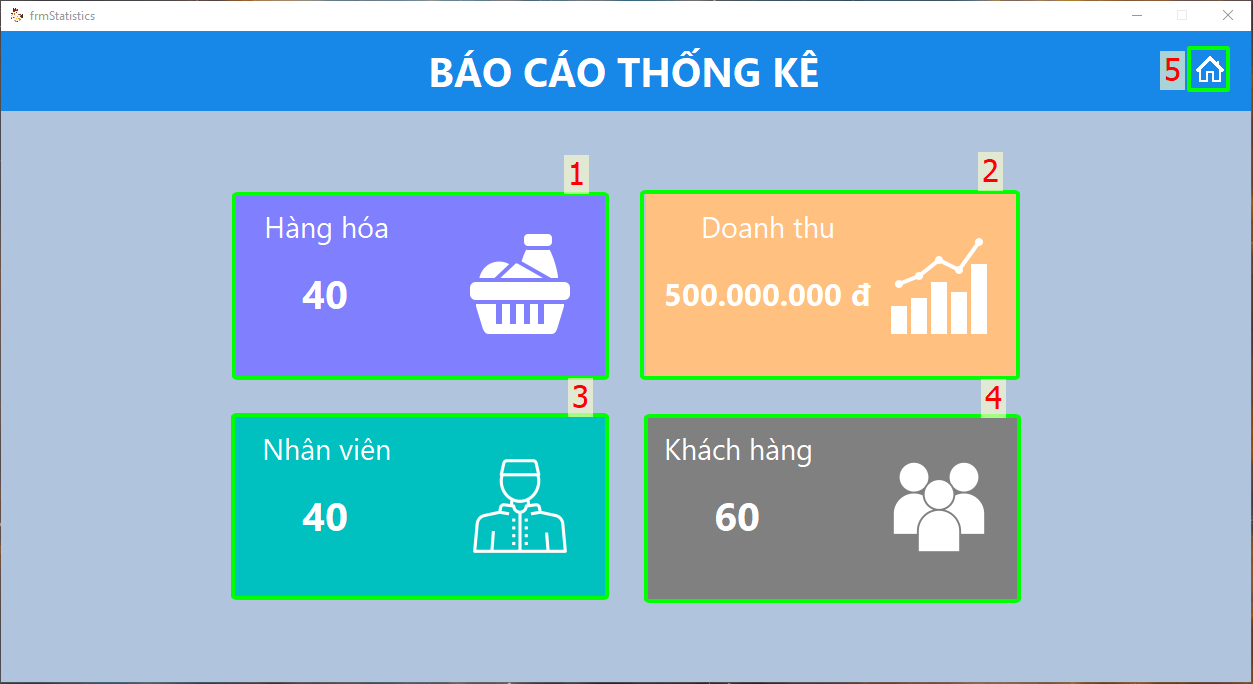 frmStatistics
BÁO CÁO THỐNG KÊ
5
1
2
Hàng hóa
40
Doanh thu
500.000.000 đ
3
4
Nhân viên
40
Khách hàng
60